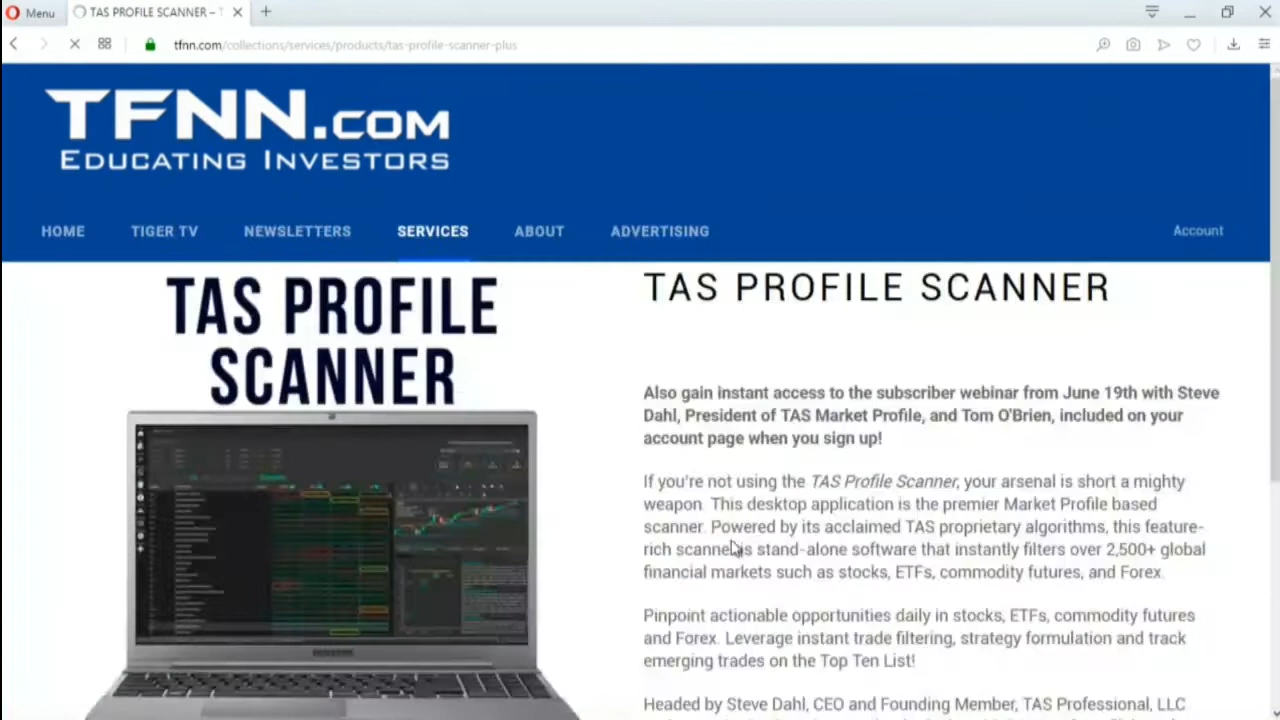 Menu
TAS PROFILE SCANNER – T
tfnn.com/collections/services/products/tas-profile-scanner-plus
TFNN.COM
EDUCATING INVESTORS
HOME TIGER TV NEWSLETTERS SERVICES ABOUT ADVERTISING Account
TAS PROFILE
SCANNER
TAS PROFILE SCANNER
Also gain instant access to the subscriber webinar from June 19th with Steve
Dahl, President of TAS Market Profile, and Tom O'Brien, included on your
account page when you sign up!
If you're not using the TAS Profile Scanner, your arsenal is short a mighty
weapon. This desktop application is the premier Market Profile based
scanner. Powered by its acclaimed TAS proprietary algorithms, this feature-
rich scanner is stand-alone software that instantly filters over 2,500+ global
financial markets such as stocks, ETFs, commodity futures, and Forex.
Pinpoint actionable opportunities daily in stocks, ETFs, commodity futures
and Forex. Leverage instant trade filtering, strategy formulation and track
emerging trades on the Top Ten List!
Headed by Steve Dahl, CEO and Founding Member, TAS Professional, LLC